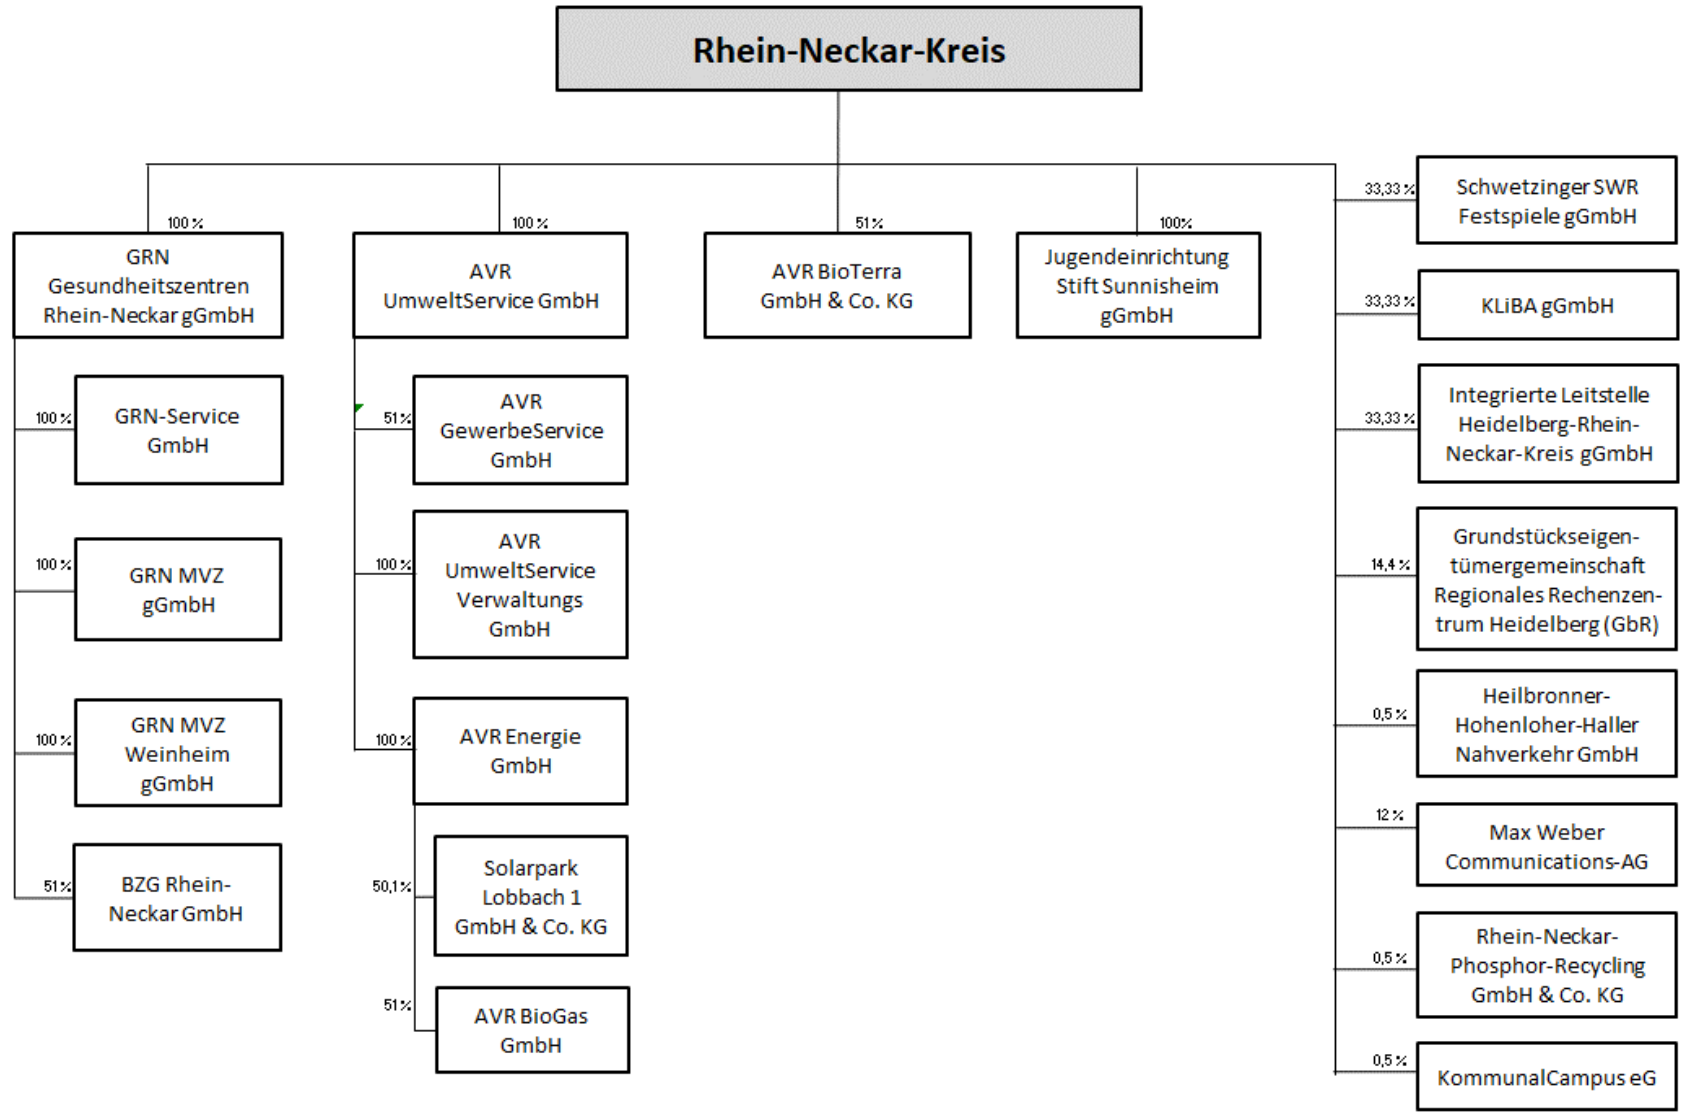 Rhein-Neckar-Kreis
100 %
GRN
Gesundheitszentren
Rhein-Neckar gGmbH
100 %
GRN-Service
GmbH
100 %
GRN MVZ
gGmbH
100 %
GRN MVZ
Weinheim
gGmbH
51 %
BZG Rhein-
Neckar GmbH
100 %
AVR
UmweltService GmbH
51 %
AVR
GewerbeService
GmbH
100 %
AVR
UmweltService
Verwaltungs
GmbH
100 %
AVR Energie
GmbH
50,1 %
Solarpark
Lobbach 1
GmbH & Co. KG
51 %
AVR BioGas
GmbH
51 %
AVR BioTerra
GmbH & Co. KG
100%
Jugendeinrichtung
Stift Sunnisheim
gGmbH
33,33 %
Schwetzinger SWR
Festspiele gGmbH
33,33 %
KLiBA gGmbH
33,33 %
Integrierte Leitstelle
Heidelberg-Rhein-
Neckar-Kreis gGmbH
14,4 %
Grundstückseigen-
tümergemeinschaft
Regionales Rechenzen-
trum Heidelberg (GbR)
0,5 %
Heilbronner-
Hohenloher-Haller
Nahverkehr GmbH
12 %
Max Weber
Communications-AG
0,5 %
Rhein-Neckar-
Phosphor-Recycling
GmbH & Co. KG
0,5 %
KommunalCampus eG